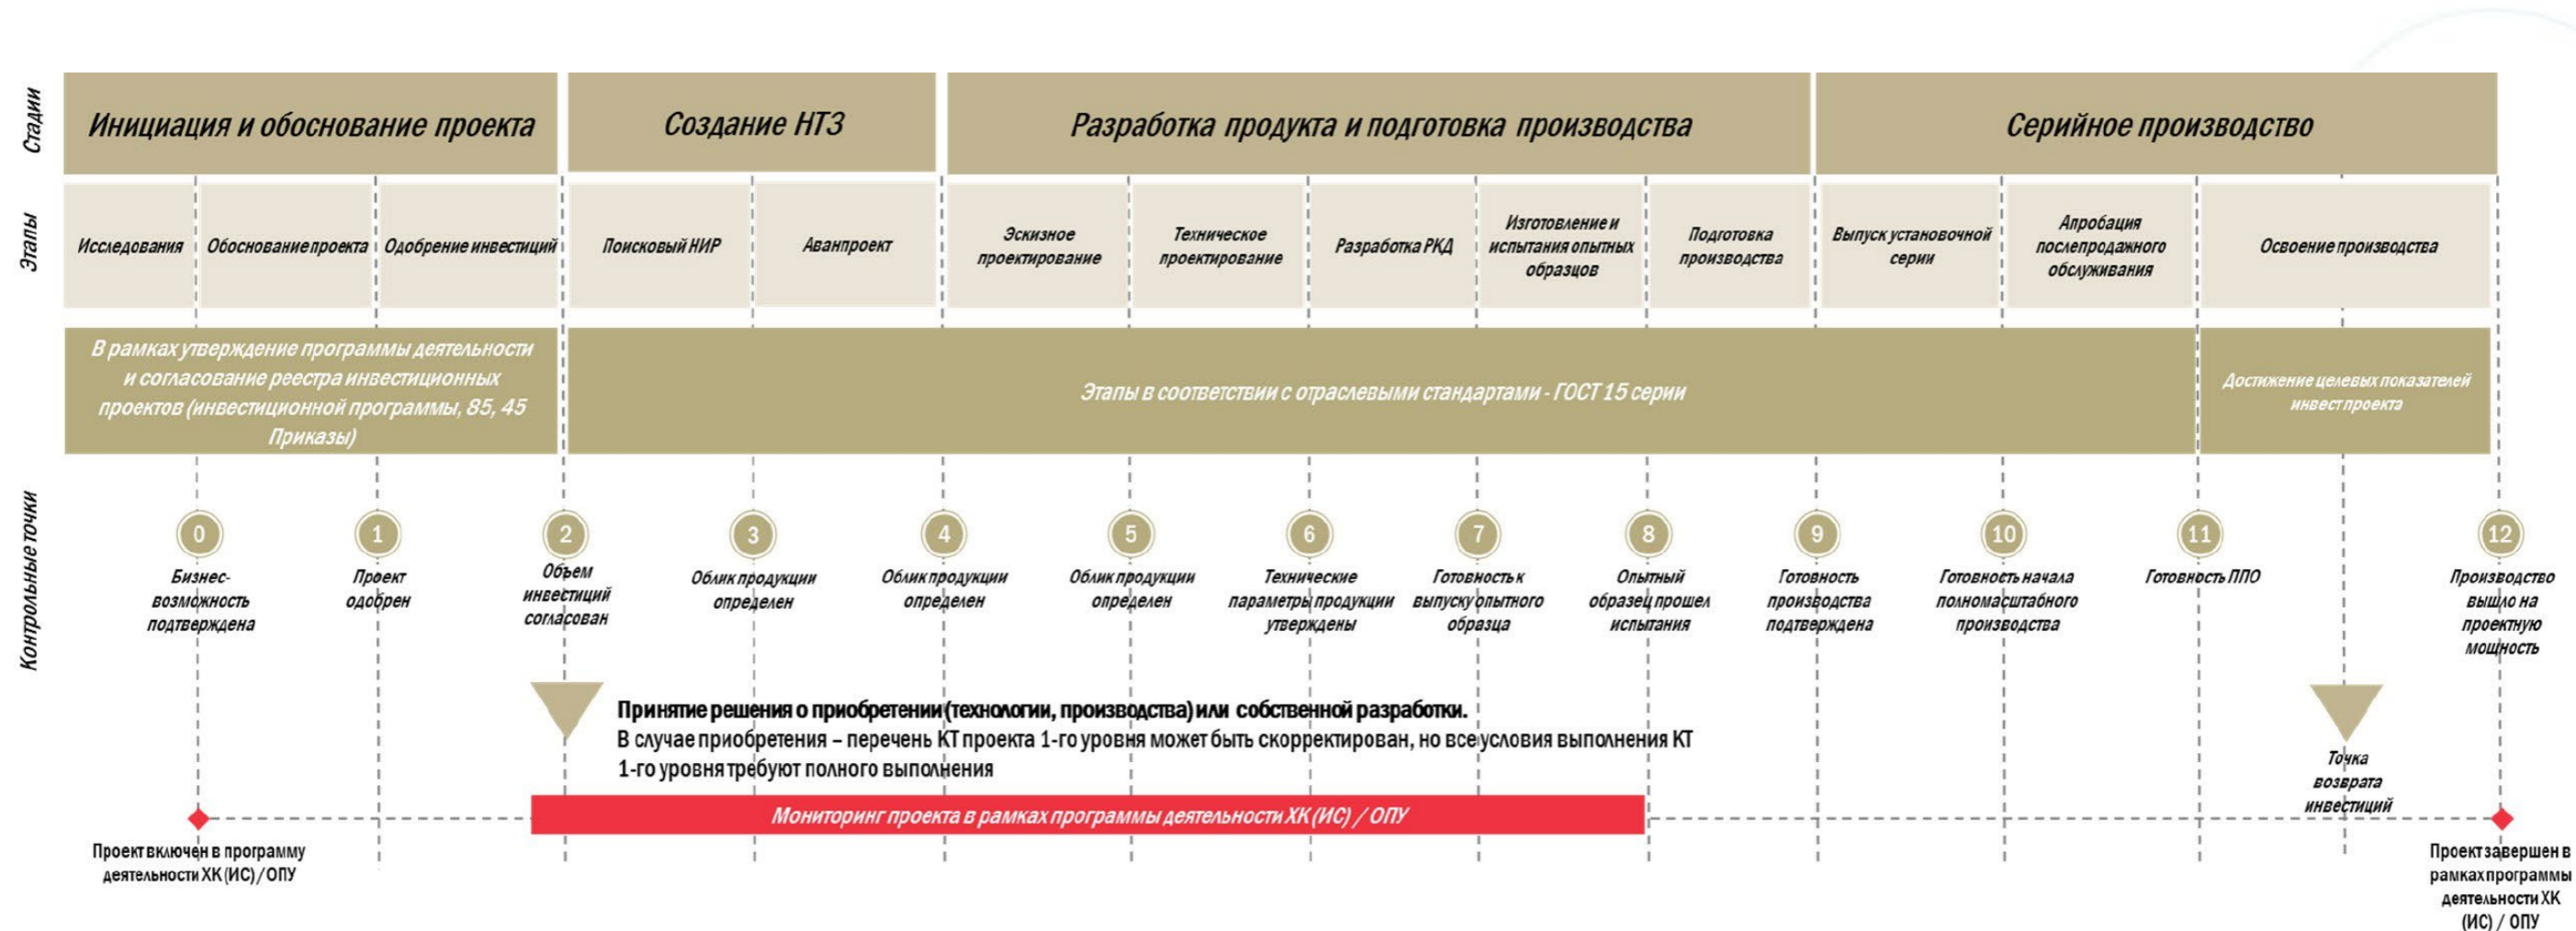 Стадии
Инициация и обоснование проекта
Создание НТЗ
Разработка продукта и подготовка производства
Серийное производство
Этапы
Исследования
Обоснование проекта
Одобрение инвестиций
Поисковый НИР
Аванпроект
Эскизное
проектирование
Техническое
проектирование
Разработка РКД
Изготовление и
испытания опытных
образцов
Подготовка
производства
Выпуск установочной
серии
Апробация
послепродажного
обслуживания
Освоение производства
В рамках утверждение программы деятельности
и согласование реестра инвестиционных
проектов (инвестиционной программы, 85, 45
Приказы)
Этапы в соответствии с отраслевыми стандартами - ГОСТ 15 серии
Достижение целевых показателей
инвест проекта
Контрольные точки
0
Бизнес-
возможность
подтверждена
1
Проект
одобрен
2
Объем
инвестиций
согласован
3
Облик продукции
определен
4
Облик продукции
определен
5
Облик продукции
определен
6
Технические
параметры продукции
утверждены
7
Готовность к
выпуску опытного
образца
8
Опытный
образец прошел
испытания
9
Готовность
производства
подтверждена
10
Готовность начала
полномасштабного
производства
11
Готовность ППО
12
Производство
вышло на
проектную
мощность
Принятие решения о приобретении (технологии, производства) или собственной разработки.
В случае приобретения – перечень КТ проекта 1-го уровня может быть скорректирован, но все условия выполнения КТ
1-го уровня требуют полного выполнения
Точка
возврата
инвестиций
Мониторинг проекта в рамках программы деятельности ХК (ИС) / ОПУ
Проект включен в программу
деятельности ХК (ИС) / ОПУ
Проект завершен в
рамках программы
деятельности ХК
(ИС) / ОПУ